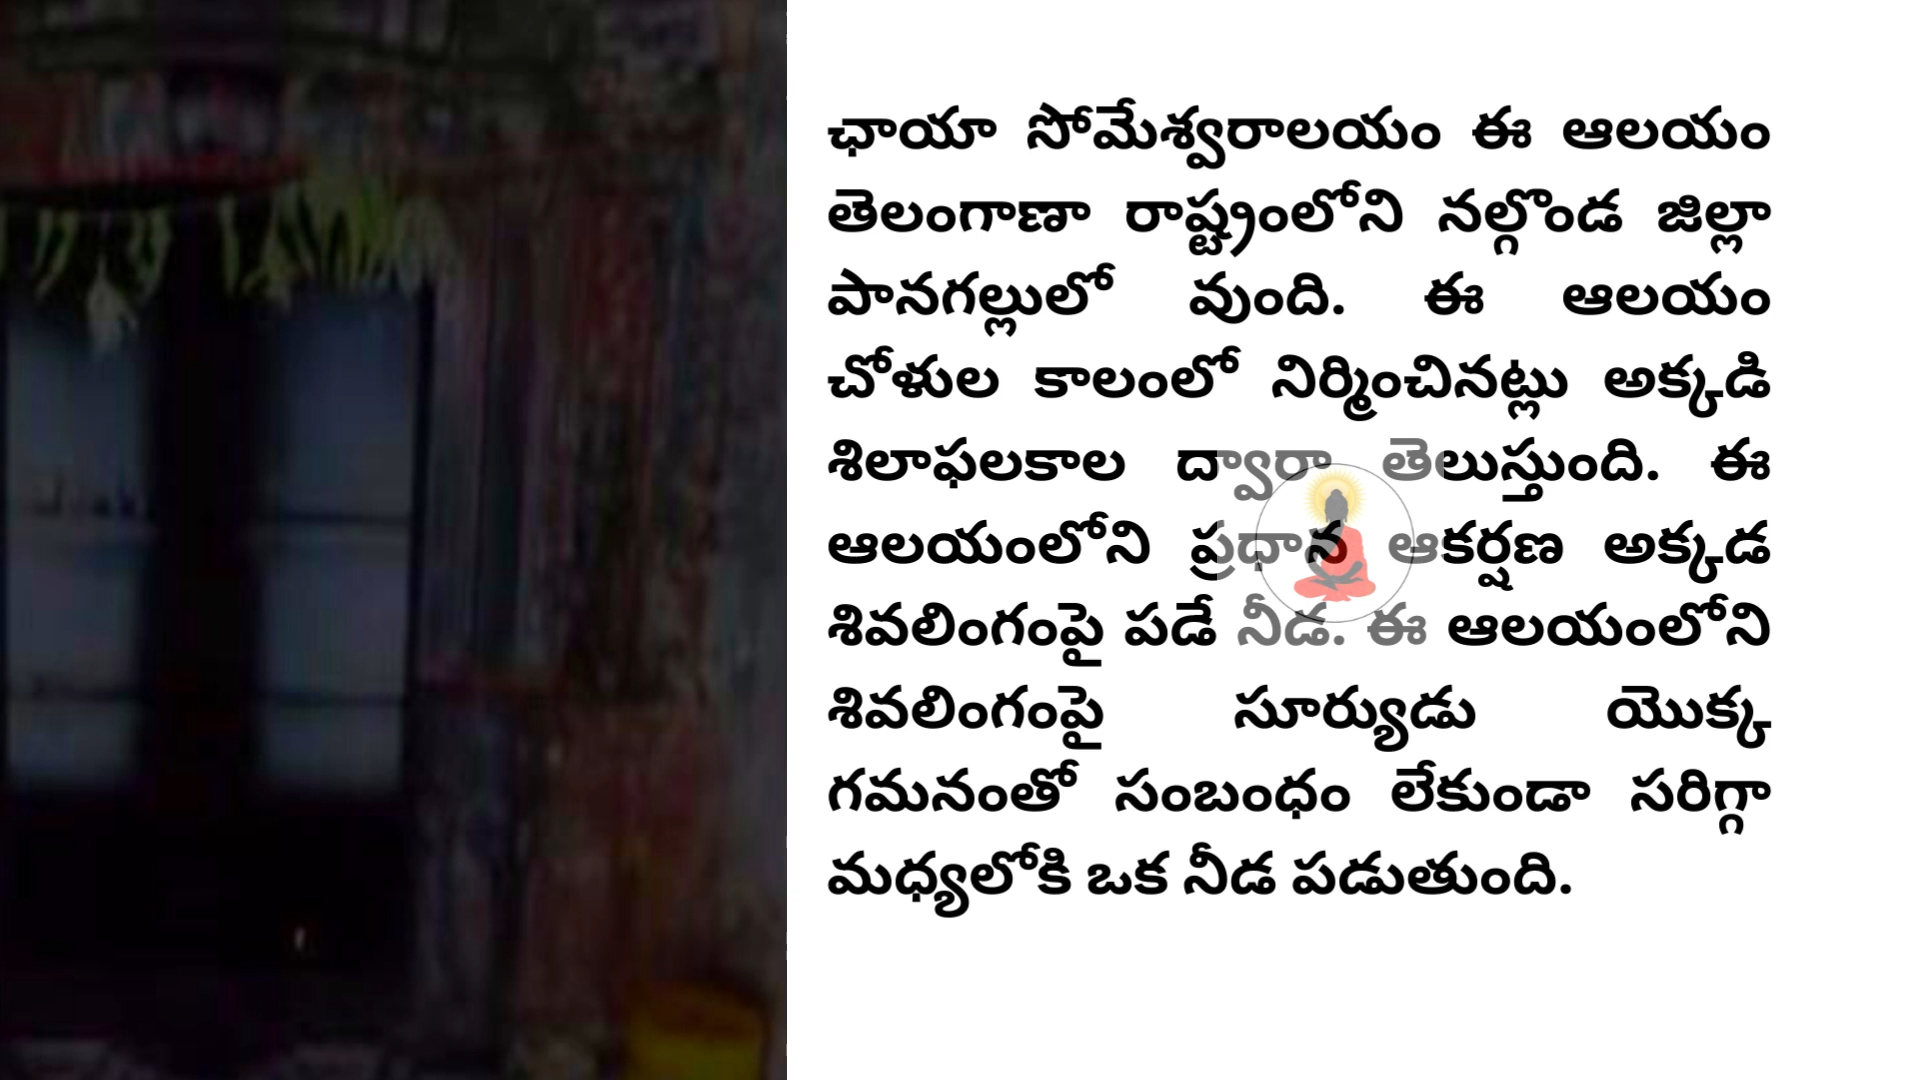 ఛాయా సోమేశ్వరాలయం ఈ ఆలయం
తెలంగాణా రాష్ట్రంలోని నల్గొండ జిల్లా
పానగల్లులో వుంది. ఈ ఆలయం
చోళుల కాలంలో నిర్మించినట్లు అక్కడి
శిలాఫలకాల ద్వారా తెలుస్తుంది. ఈ
ఆలయంలోని ప్రధాన ఆకర్షణ అక్కడ
శివలింగంపై పడే నీడ. ఈ ఆలయంలోని
శివలింగంపై సూర్యుడు యొక్క
గమనంతో సంబంధం లేకుండా సరిగ్గా
మధ్యలోకి ఒక నీడ పడుతుంది.